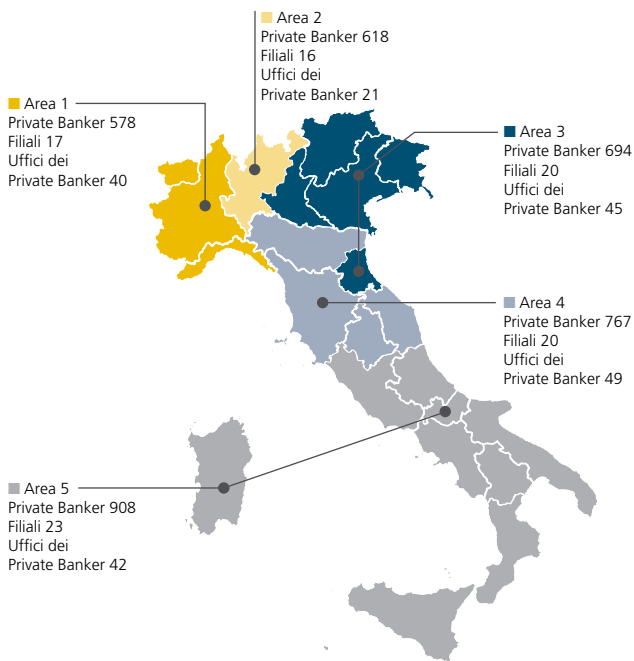 Area 2
Private Banker 618
Filiali 16
Uffici dei
Private Banker 21
Area 1
Private Banker 578
Filiali 17
Uffici dei
Private Banker 40
Area 3
Private Banker 694
Filiali 20
Uffici dei
Private Banker 45
Area 4
Private Banker 767
Filiali 20
Uffici dei
Private Banker 49
Area 5
Private Banker 908
Filiali 23
Uffici dei
Private Banker 42